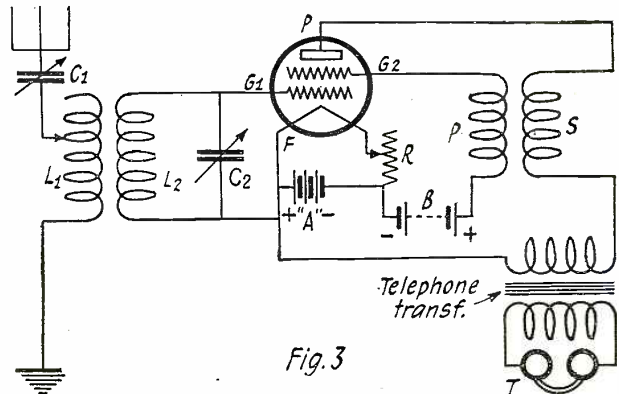 P
C1
G1
G2
F
R
P
S
L1
L2
C2
+ "A" -
B
- +
Telephone
transf.
T
Fig.3